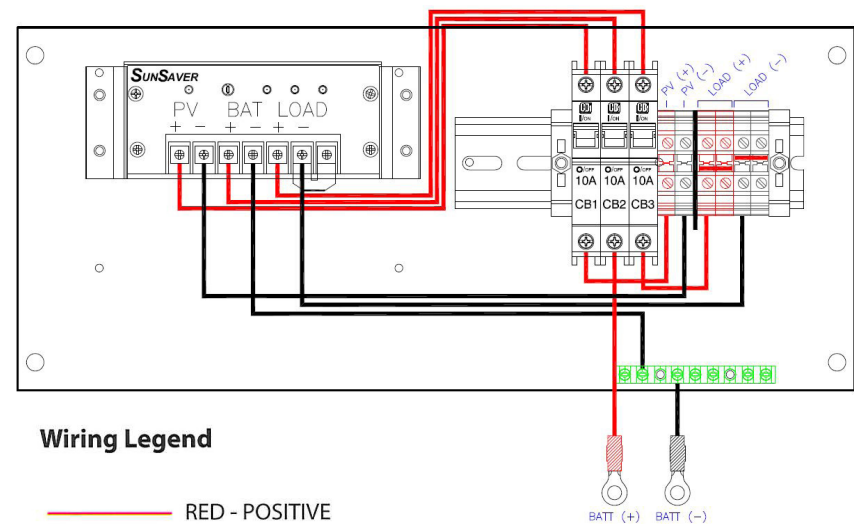 SUNSAVER
PV BAT LOAD
+ - + - + -
PV (+)
PV (-)
LOAD (+)
LOAD (-)
I/ON I/ON I/ON
O/OFF O/OFF O/OFF
10A 10A 10A
CB1 CB2 CB3
Wiring Legend
RED - POSITIVE
BATT (+) BATT (-)